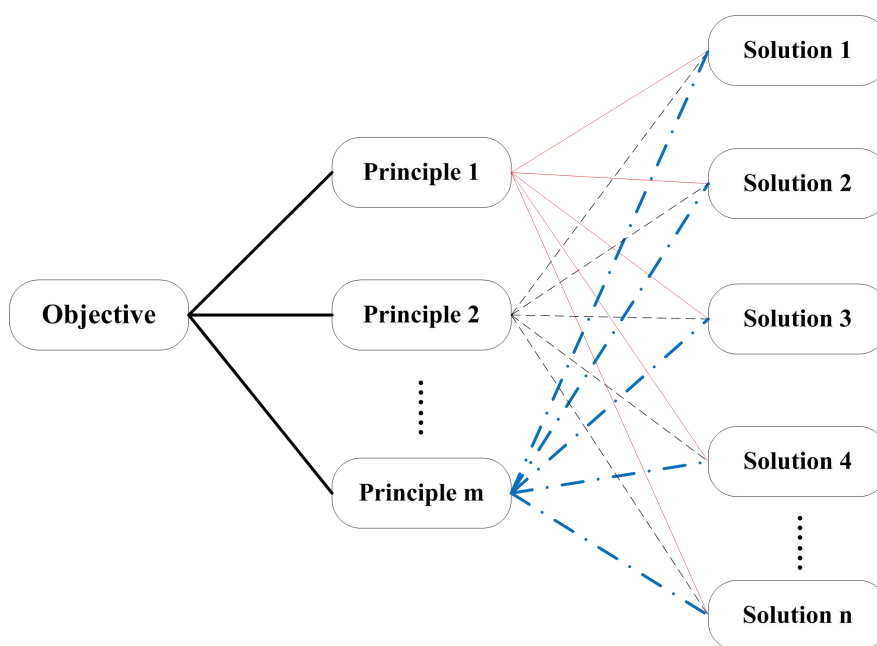 Objective
Principle 1
Principle 2
Principle m
Solution 1
Solution 2
Solution 3
Solution 4
Solution n